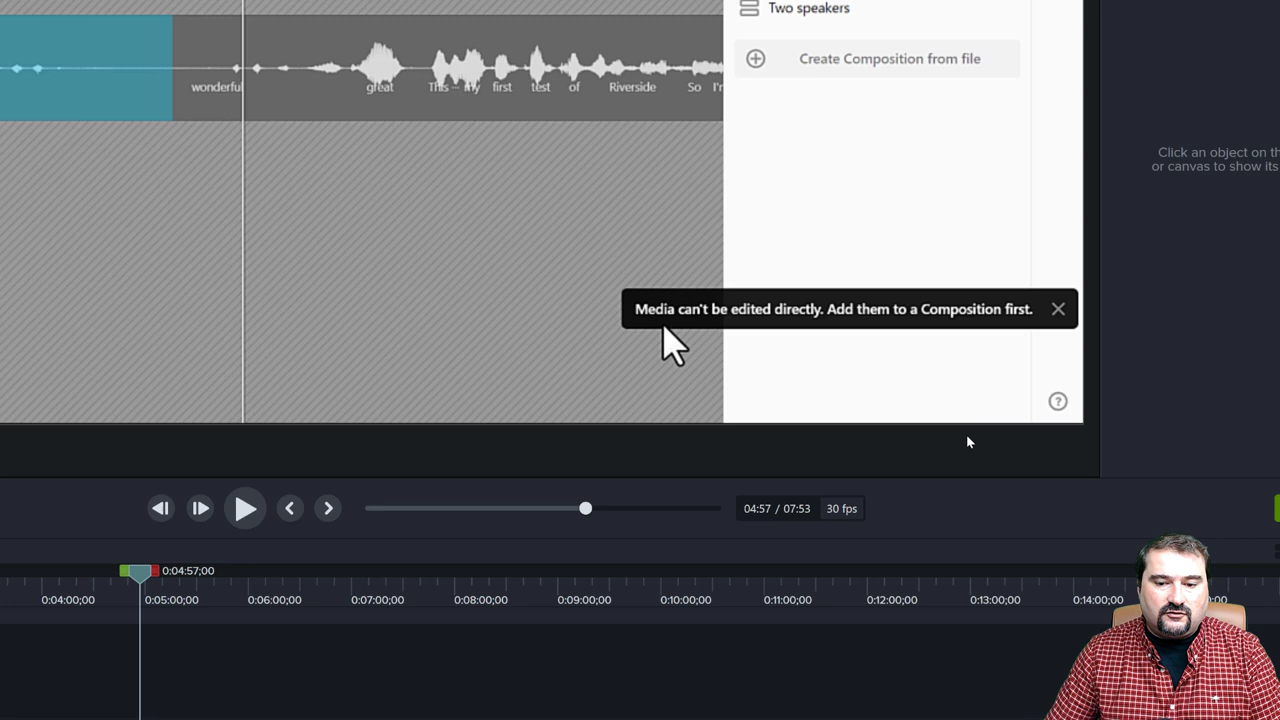 Two speakers
Create Composition from file
wonderful great This my first test of Riverside So I'r
Click an object on th
or canvas to show its
Media can't be edited directly. Add them to a Composition first.
?
04:57 / 07:53 30 fps
0:04:57;00
0:04:00;00 0:05:00;00 0:06:00;00 0:07:00;00 0:08:00;00 0:09:00;00 0:10:00;00 0:11:00;00 0:12:00;00 0:13:00;00 0:14:00;00